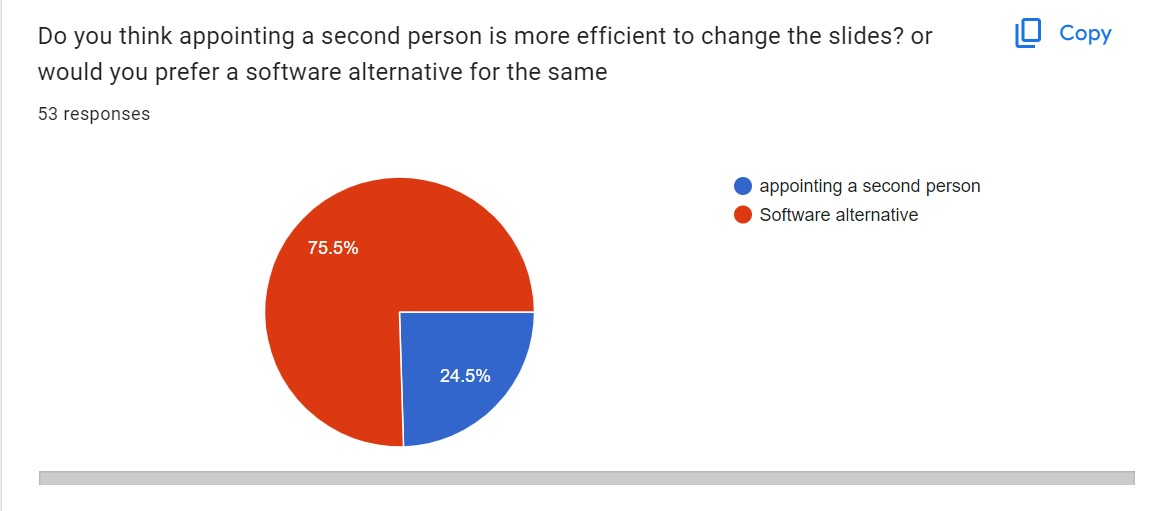 Do you think appointing a second person is more efficient to change the slides? or
would you prefer a software alternative for the same
Copy
53 responses
appointing a second person
Software alternative
75.5%
24.5%